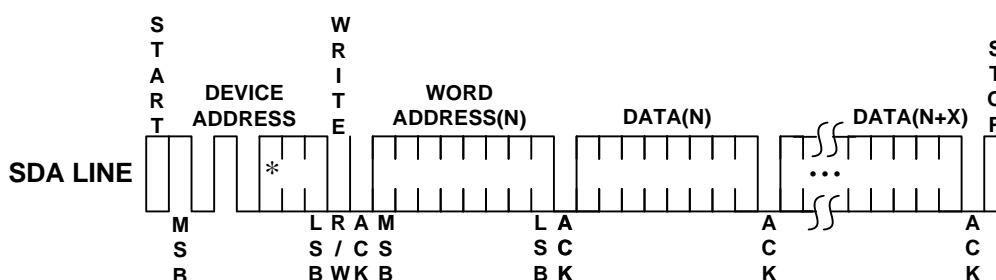 START
WRITE
STOP
DEVICE
ADDRESS
WORD
ADDRESS(N)
DATA(N)
DATA(N+X)
SDA LINE
*
•••
MSB
LSB
R/W
ACK
MSB
LSB
ACK
ACK
ACK